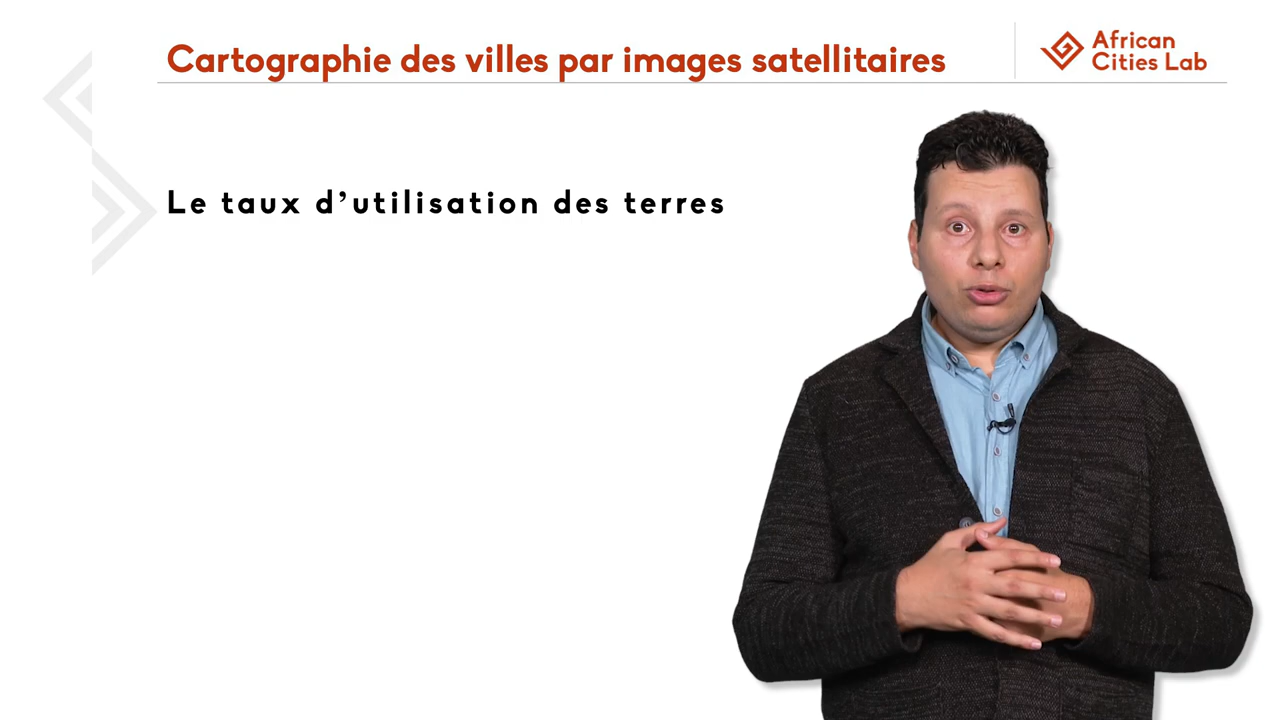 Cartographie des villes par images satellitaires
African
Cities Lab
Le taux d’utilisation des terres